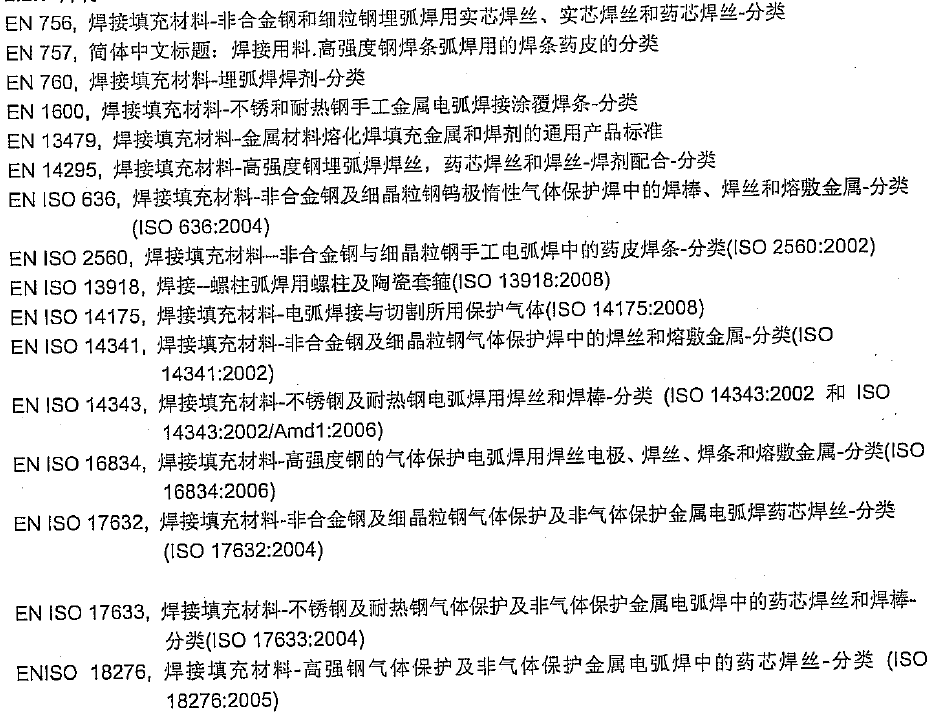 EN 756, 焊接填充材料-非合金钢和细粒钢埋弧焊用实芯焊丝、实芯焊丝和药芯焊丝-分类
EN 757, 简体中文标题：焊接用料.高强度钢焊条弧焊用的焊条药皮的分类
EN 760, 焊接填充材料-埋弧焊焊剂-分类
EN 1600, 焊接填充材料-不锈和耐热钢手工金属电弧焊接涂覆焊条-分类
EN 13479, 焊接填充材料-金属材料熔化焊填充金属和焊剂的通用产品标准
EN 14295, 焊接填充材料-高强度钢埋弧焊焊丝，药芯焊丝和焊丝-焊剂配合-分类
EN ISO 636, 焊接填充材料-非合金钢及细晶粒钢钨极惰性气体保护焊中的焊棒、焊丝和熔敷金属-分类
(ISO 636:2004)
EN ISO 2560, 焊接填充材料---非合金钢与细晶粒钢手工电弧焊中的药皮焊条-分类(ISO 2560:2002)
EN ISO 13918, 焊接--螺柱弧焊用螺柱及陶瓷套箍(ISO 13918:2008)
EN ISO 14175, 焊接填充材料-电弧焊接与切割所用保护气体(ISO 14175:2008)
EN ISO 14341, 焊接填充材料-非合金钢及细晶粒钢气体保护焊中的焊丝和熔敷金属-分类(ISO
14341:2002)
EN ISO 14343, 焊接填充材料-不锈钢及耐热钢电弧焊用焊丝和焊棒-分类 (ISO 14343:2002 和 ISO
14343:2002/Amd1:2006)
EN ISO 16834, 焊接填充材料-高强度钢的气体保护电弧焊用焊丝电极、焊丝、焊条和熔敷金属-分类(ISO
16834:2006)
EN ISO 17632, 焊接填充材料-非合金钢及细晶粒钢气体保护及非气体保护金属电弧焊药芯焊丝-分类
(ISO 17632:2004)
EN ISO 17633, 焊接填充材料-不锈钢及耐热钢气体保护及非气体保护金属电弧焊中的药芯焊丝和焊棒-
分类(ISO 17633:2004)
ENISO 18276, 焊接填充材料-高强钢气体保护及非气体保护金属电弧焊中的药芯焊丝-分类 (ISO
18276:2005)